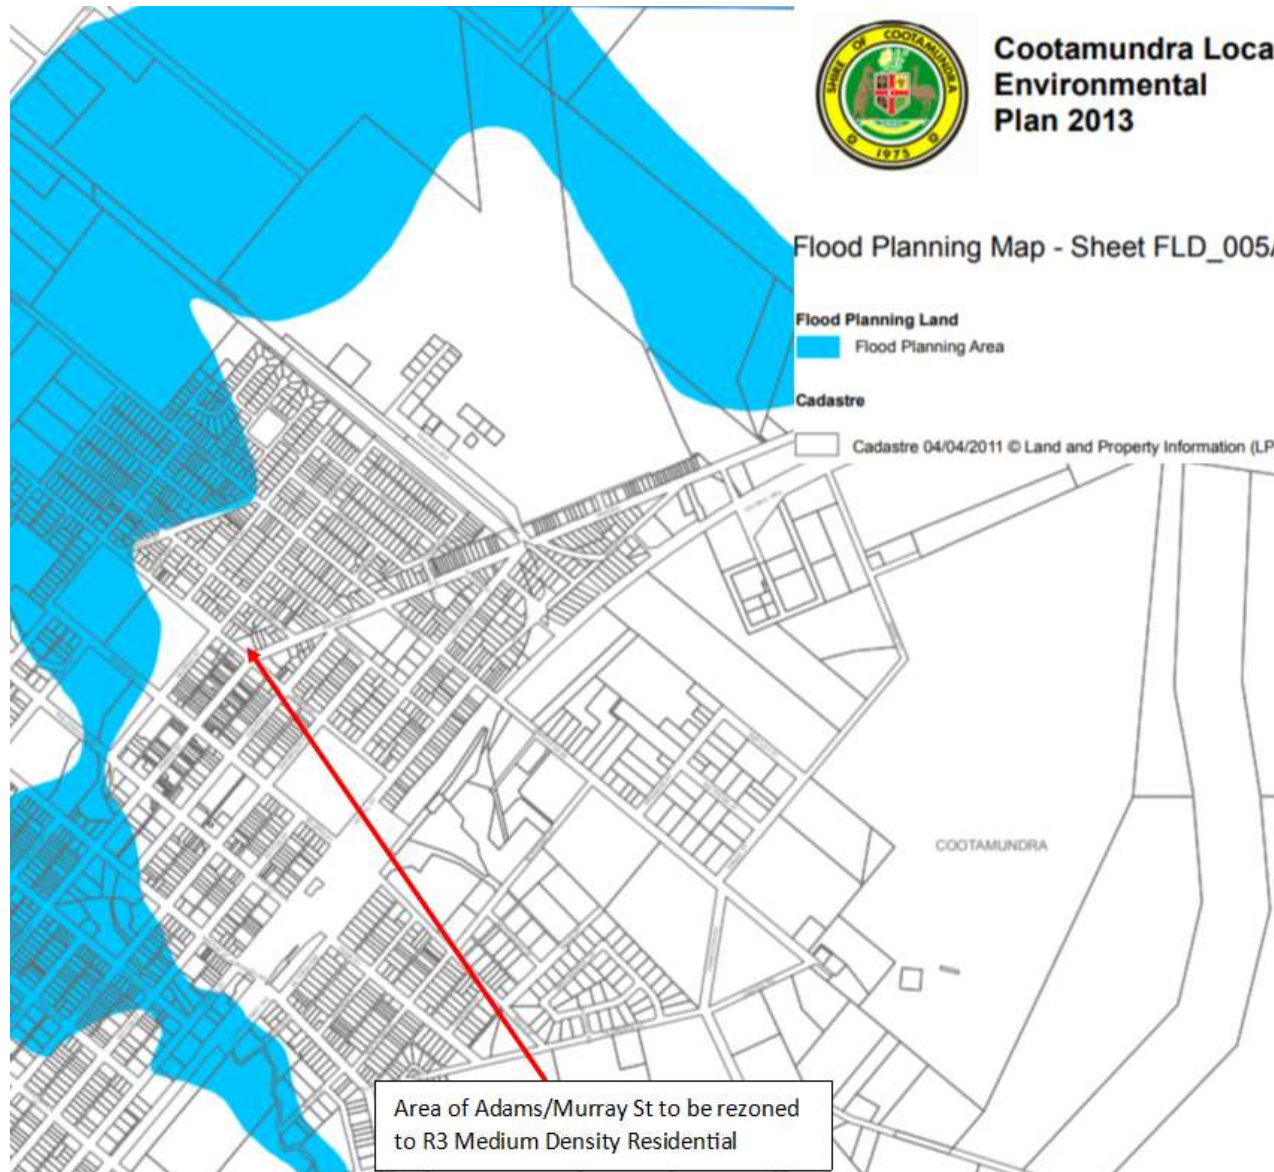 SHIRE OF COOTAMUNDRA
1975
Cootamundra Loca
Environmental
Plan 2013
Flood Planning Map - Sheet FLD_005A
Flood Planning Land
Flood Planning Area
Cadastre
Cadastre 04/04/2011 © Land and Property Information (LP
COOTAMUNDRA
Area of Adams/Murray St to be rezoned
to R3 Medium Density Residential